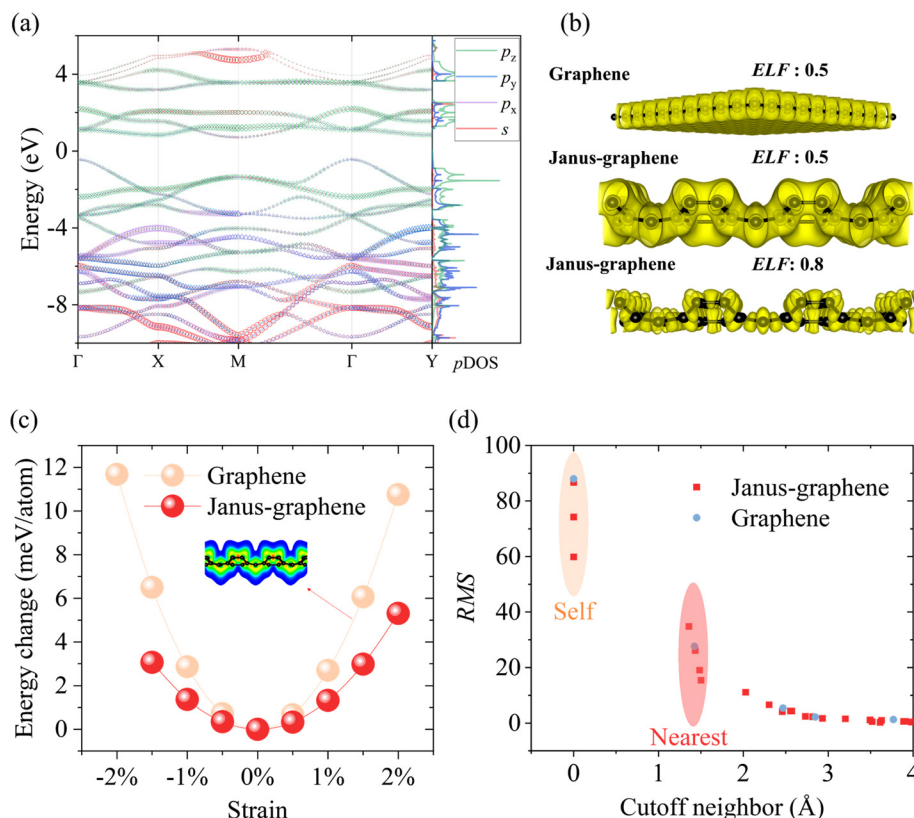 (a)
Energy (eV)
4
0
-4
-8
Γ
X
M
Γ
Y
pDOS
pz
py
px
s
(b)
Graphene
ELF : 0.5
Janus-graphene
ELF : 0.5
Janus-graphene
ELF: 0.8
(c)
Energy change (meV/atom)
12
10
8
6
4
2
0
-2%
-1%
0%
1%
2%
Strain
Graphene
Janus-graphene
(d)
RMS
100
80
60
40
20
0
0
1
2
3
4
Cutoff neighbor (Å)
Janus-graphene
Graphene
Self
Nearest